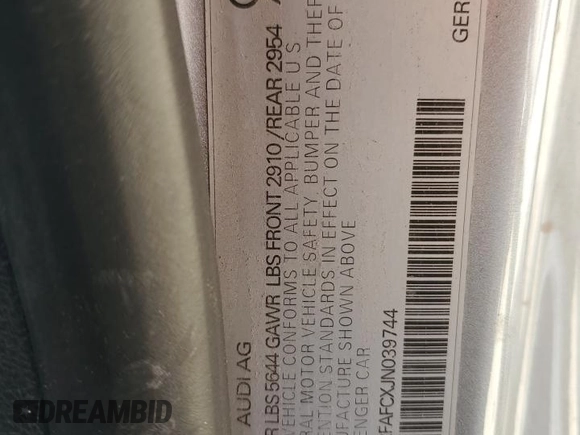 AUDI AG
R LBS 5644 GAWR LBS FRONT 2910/REAR 2954
VEHICLE CONFORMS TO ALL APPLICABLE U S
RAL MOTOR VEHICLE SAFETY BUMPER AND THEF
ENTION STANDARDS IN EFFECT ON THE DATE OF
UFACTURE SHOWN ABOVE
ENGER CAR
GER
FAFCXJN039744
DREAMBID